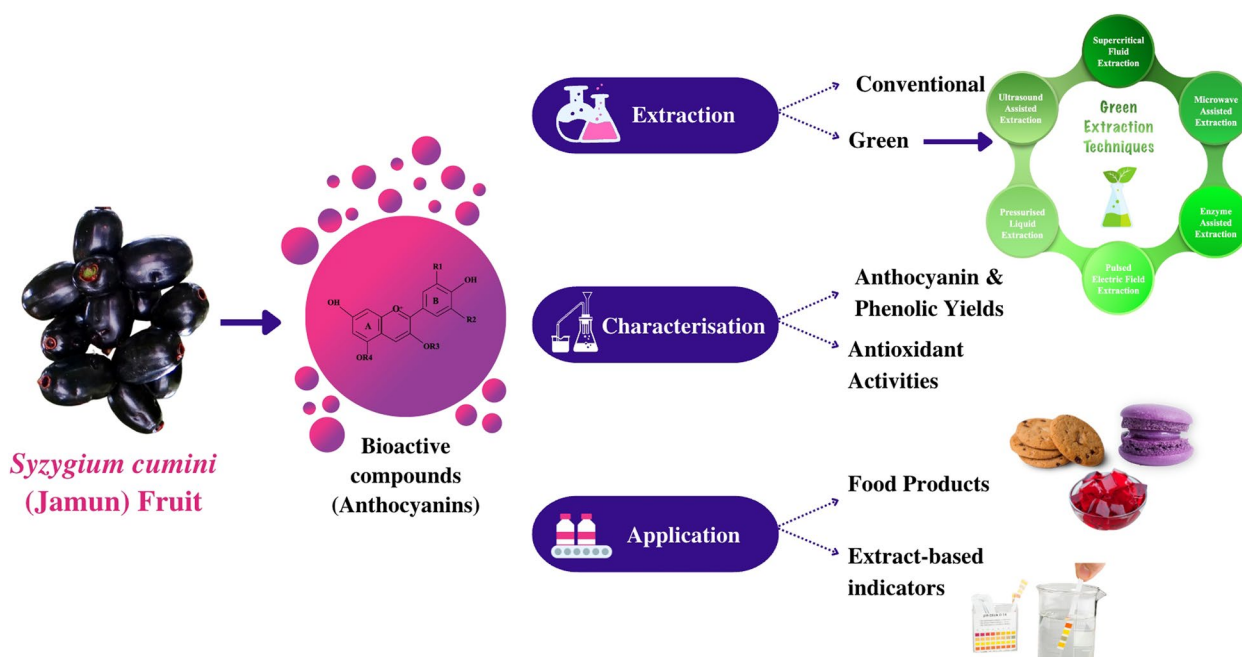 Syzygium cumini
(Jamun) Fruit
R1
OH
B
R2
OH
O+
A
OR4
OR3
Bioactive
compounds
(Anthocyanins)
Extraction
Conventional
Green
Green
Extraction
Techniques
Supercritical
Fluid
Extraction
Microwave
Assisted
Extraction
Enzyme
Assisted
Extraction
Pulsed
Electric Field
Extraction
Pressurised
Liquid
Extraction
Ultrasound
Assisted
Extraction
Characterisation
Anthocyanin &
Phenolic Yields
Antioxidant
Activities
Application
Food Products
Extract-based
indicators